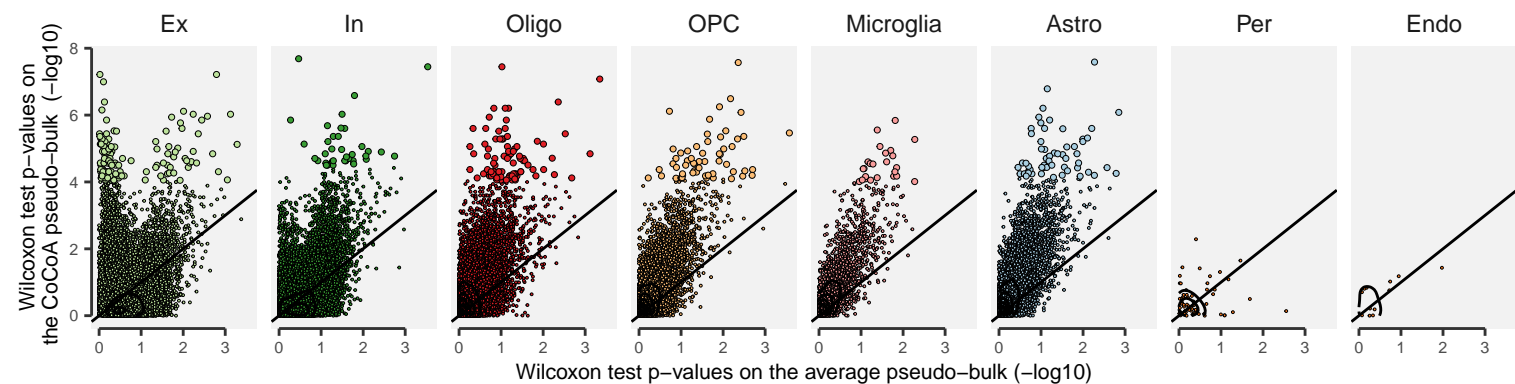 Ex In Oligo OPC Microglia Astro Per Endo
Wilcoxon test p−values on
the CoCoA pseudo−bulk (−log10)
8
6
4
2
0
0 1 2 3 0 1 2 3 0 1 2 3 0 1 2 3 0 1 2 3 0 1 2 3 0 1 2 3 0 1 2 3
Wilcoxon test p−values on the average pseudo−bulk (−log10)